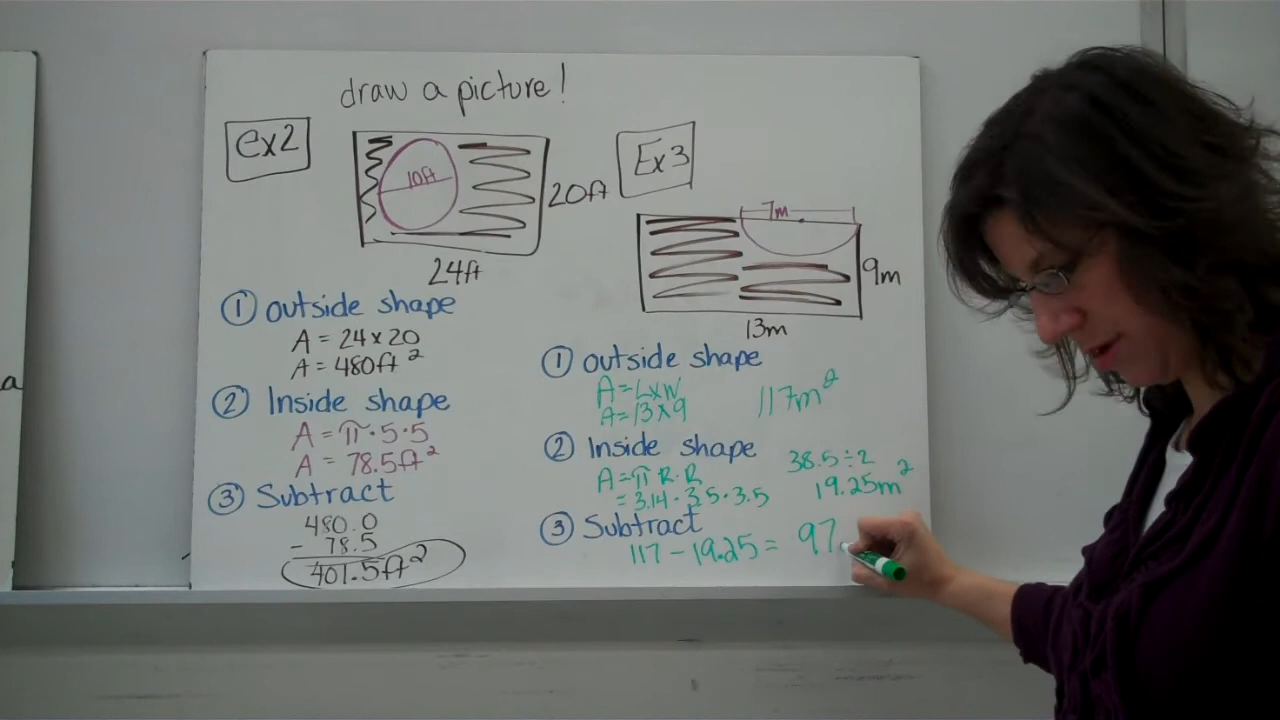 draw a picture!
ex2
10ft
20ft
24ft
① outside shape
A = 24 x 20
A = 480ft²
② Inside shape
A = π·5·5
A = 78.5ft²
③ Subtract
480.0
- 78.5
401.5ft²
Ex3
7m
9m
13m
① outside shape
A=LxW
A=13x9
117m²
② Inside shape
A=π R·R
=3.14·3.5·3.5
38.5÷2
19.25m²
③ Subtract
117-19.25= 97.
a